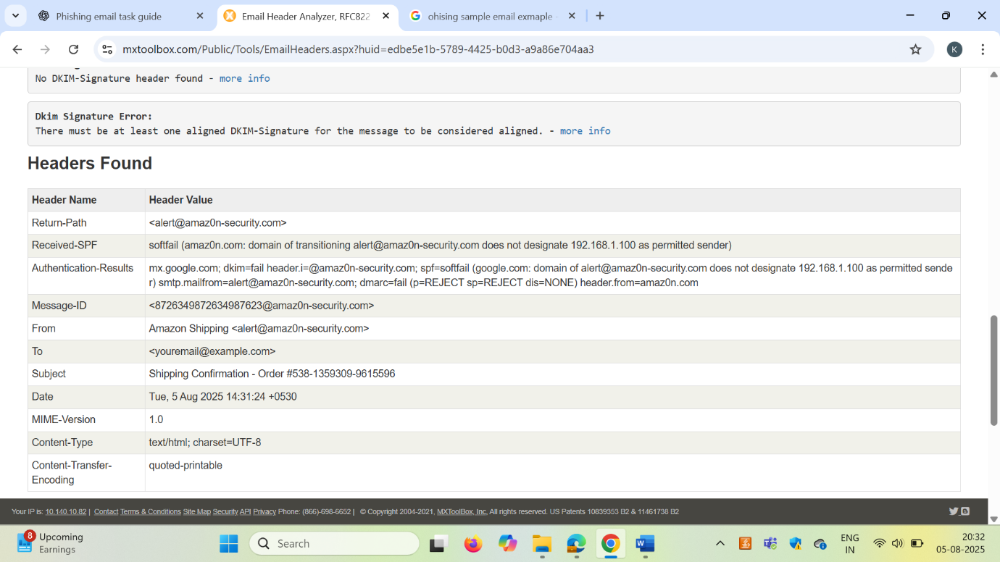 Phishing email task guide
Email Header Analyzer, RFC822
ohising sample email exmaple -
mxtoolbox.com/Public/Tools/EmailHeaders.aspx?huid=edbe5e1b-5789-4425-b0d3-a9a86e704aa3
K
No DKIM-Signature header found - more info
Dkim Signature Error:
There must be at least one aligned DKIM-Signature for the message to be considered aligned. - more info
Headers Found
Header Name Header Value
Return-Path <alert@amaz0n-security.com>
Received-SPF softfail (amaz0n.com: domain of transitioning alert@amaz0n-security.com does not designate 192.168.1.100 as permitted sender)
Authentication-Results mx.google.com; dkim=fail header.i=@amaz0n-security.com; spf=softfail (google.com: domain of alert@amaz0n-security.com does not designate 192.168.1.100 as permitted sende
r) smtp.mailfrom=alert@amaz0n-security.com; dmarc=fail (p=REJECT sp=REJECT dis=NONE) header.from=amaz0n.com
Message-ID <8726349872634987623@amaz0n-security.com>
From Amazon Shipping <alert@amaz0n-security.com>
To <youremail@example.com>
Subject Shipping Confirmation - Order #538-1359309-9615596
Date Tue, 5 Aug 2025 14:31:24 +0530
MIME-Version 1.0
Content-Type text/html; charset=UTF-8
Content-Transfer- quoted-printable
Encoding
Your IP is: 10.140.10.82 | Contact Terms & Conditions Site Map Security API Privacy Phone: (866)-698-6652 | © Copyright 2004-2021, MXToolBox, Inc. All rights reserved. US Patents 10839353 B2 & 11461738 B2
8 Upcoming
Earnings
Search
ENG
IN
20:32
05-08-2025